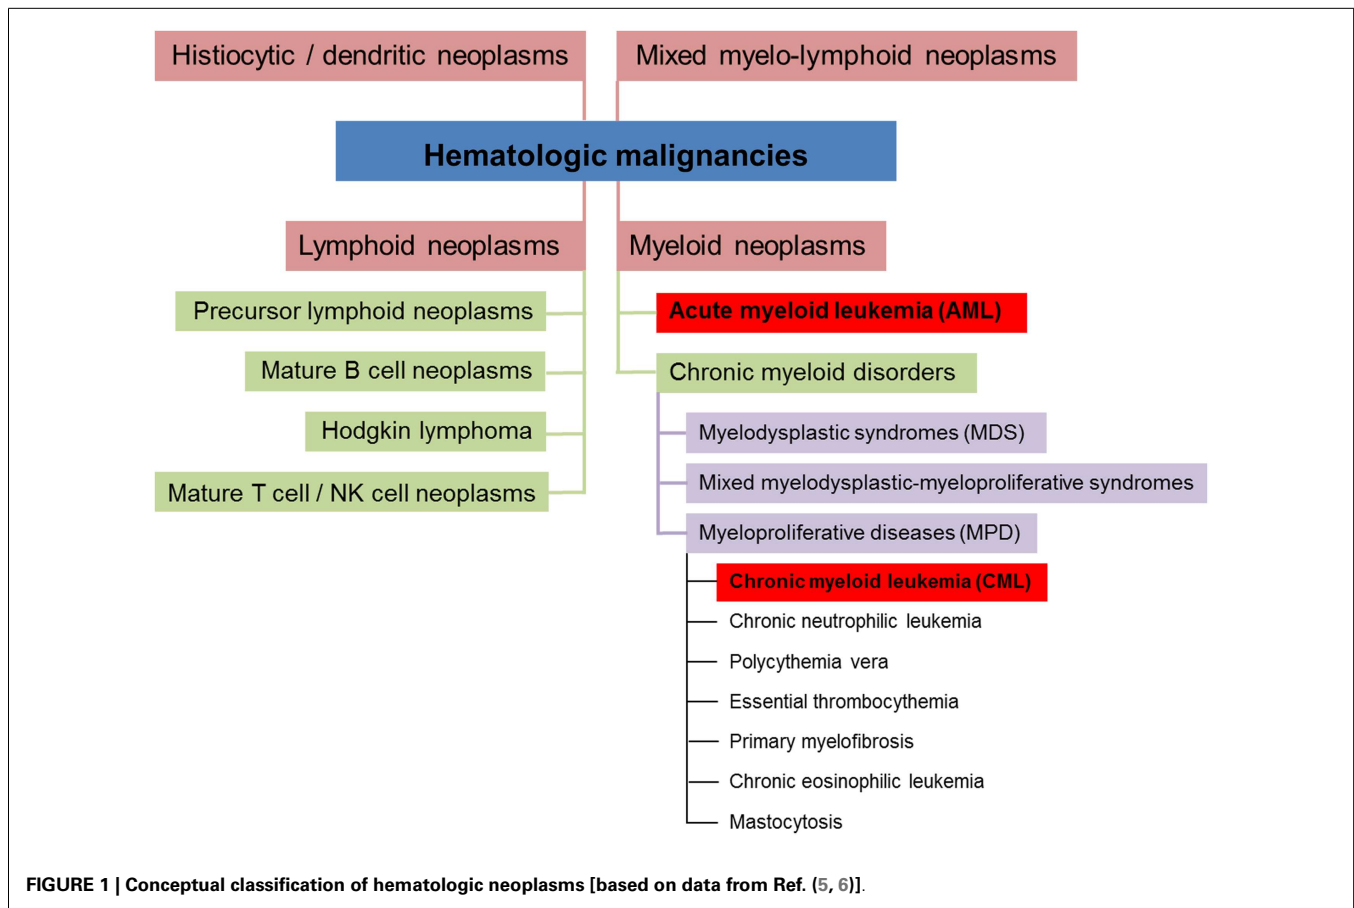 Histiocytic / dendritic neoplasms
Mixed myelo-lymphoid neoplasms
Hematologic malignancies
Lymphoid neoplasms
Precursor lymphoid neoplasms
Mature B cell neoplasms
Hodgkin lymphoma
Mature T cell / NK cell neoplasms
Myeloid neoplasms
Acute myeloid leukemia (AML)
Chronic myeloid disorders
Myelodysplastic syndromes (MDS)
Mixed myelodysplastic-myeloproliferative syndromes
Myeloproliferative diseases (MPD)
Chronic myeloid leukemia (CML)
Chronic neutrophilic leukemia
Polycythemia vera
Essential thrombocythemia
Primary myelofibrosis
Chronic eosinophilic leukemia
Mastocytosis
FIGURE 1 | Conceptual classification of hematologic neoplasms [based on data from Ref. (5, 6)].